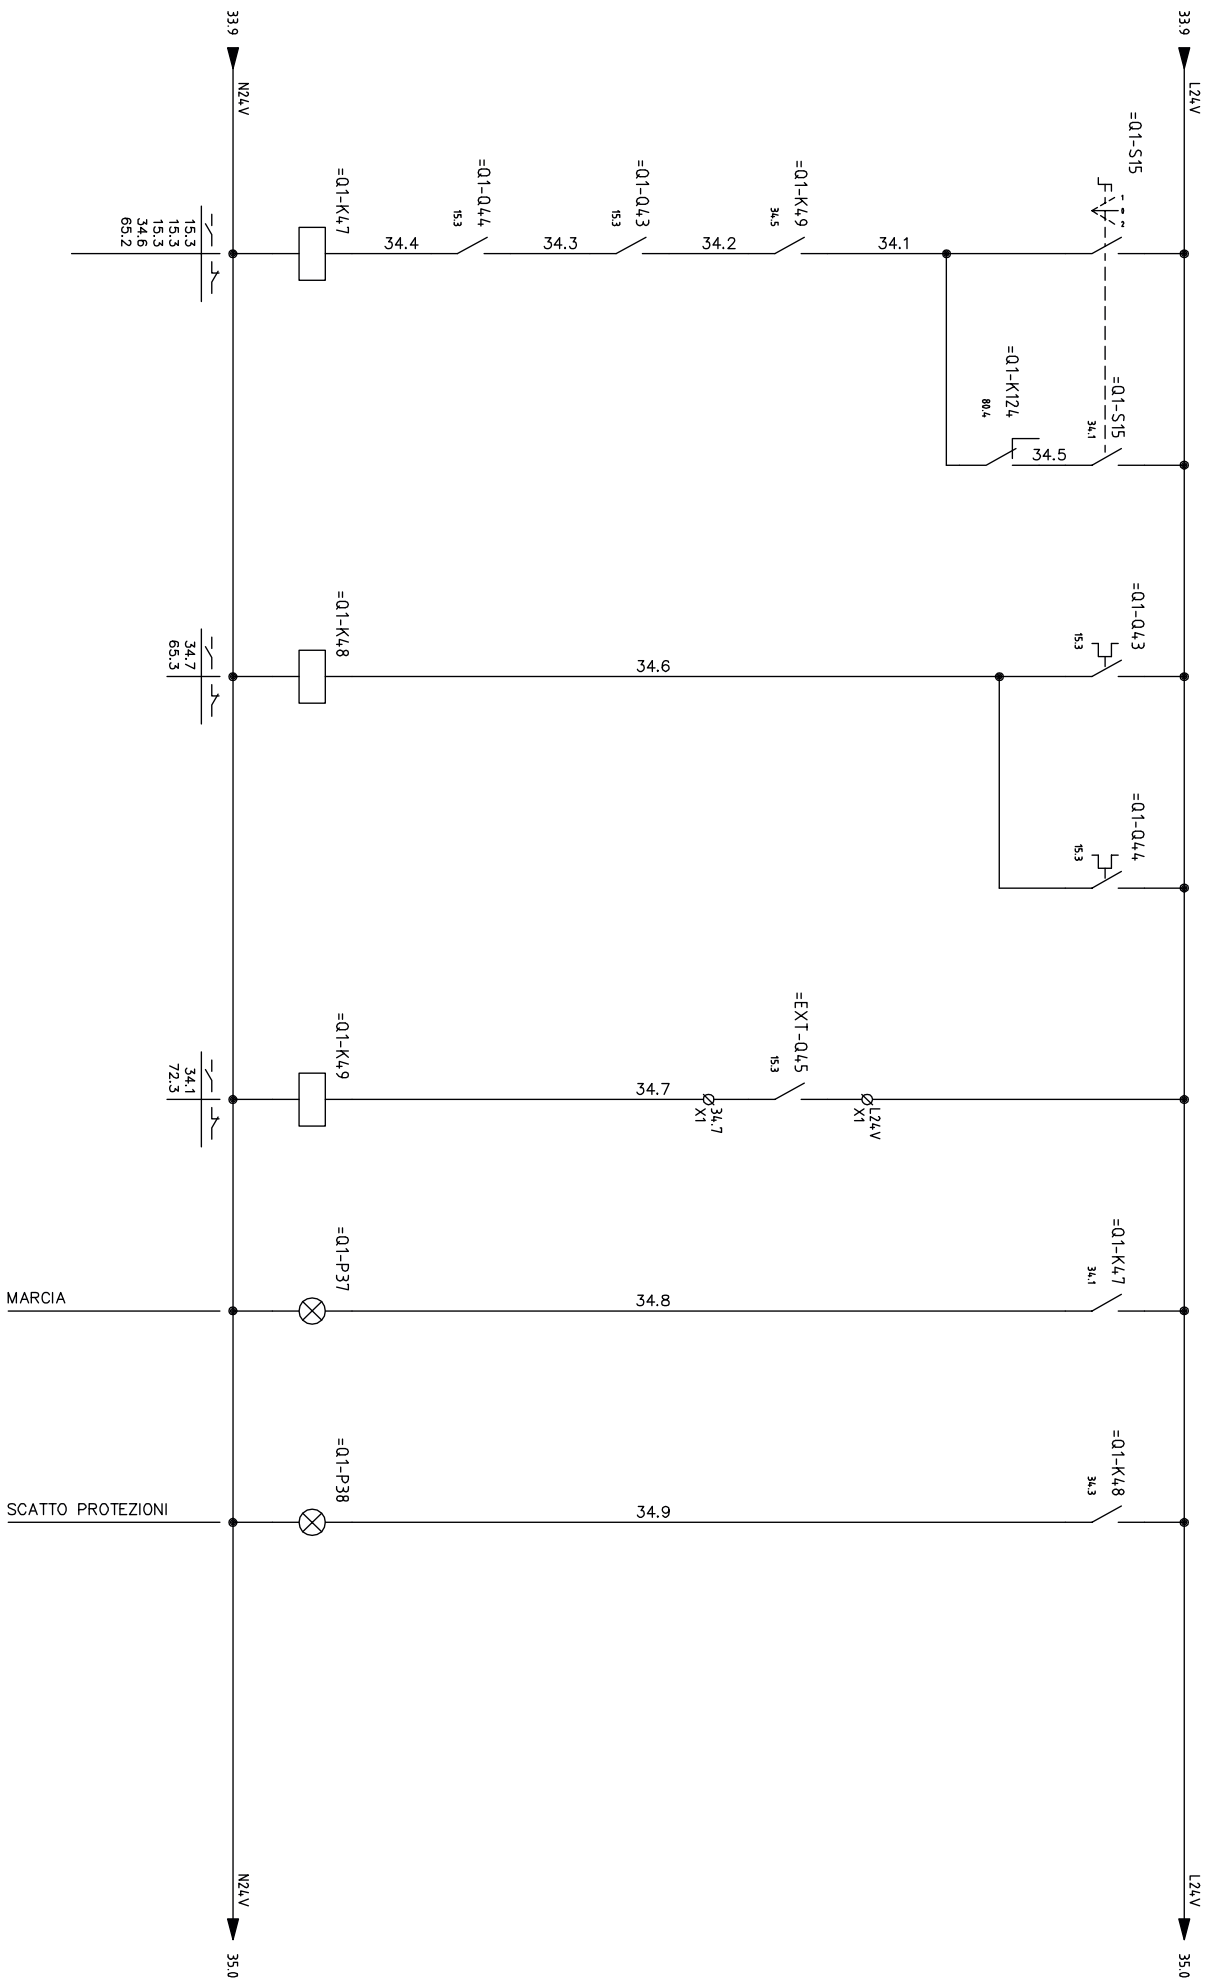 33.9
L24V
=Q1-S15
1
0
2
=Q1-S15
34.1
34.5
=Q1-K124
80.4
34.1
=Q1-K49
34.5
34.2
=Q1-Q43
15.3
34.3
=Q1-Q44
15.3
34.4
=Q1-K47
33.9
N24V
15.3
15.3
15.3
34.6
65.2
=Q1-Q43
15.3
=Q1-Q44
15.3
34.6
=Q1-K48
34.7
65.3
L24V
X1
=EXT-Q45
15.3
34.7
X1
34.7
=Q1-K49
34.1
72.3
=Q1-K47
34.1
34.8
=Q1-P37
MARCIA
=Q1-K48
34.3
34.9
=Q1-P38
SCATTO PROTEZIONI
L24V
35.0
N24V
35.0